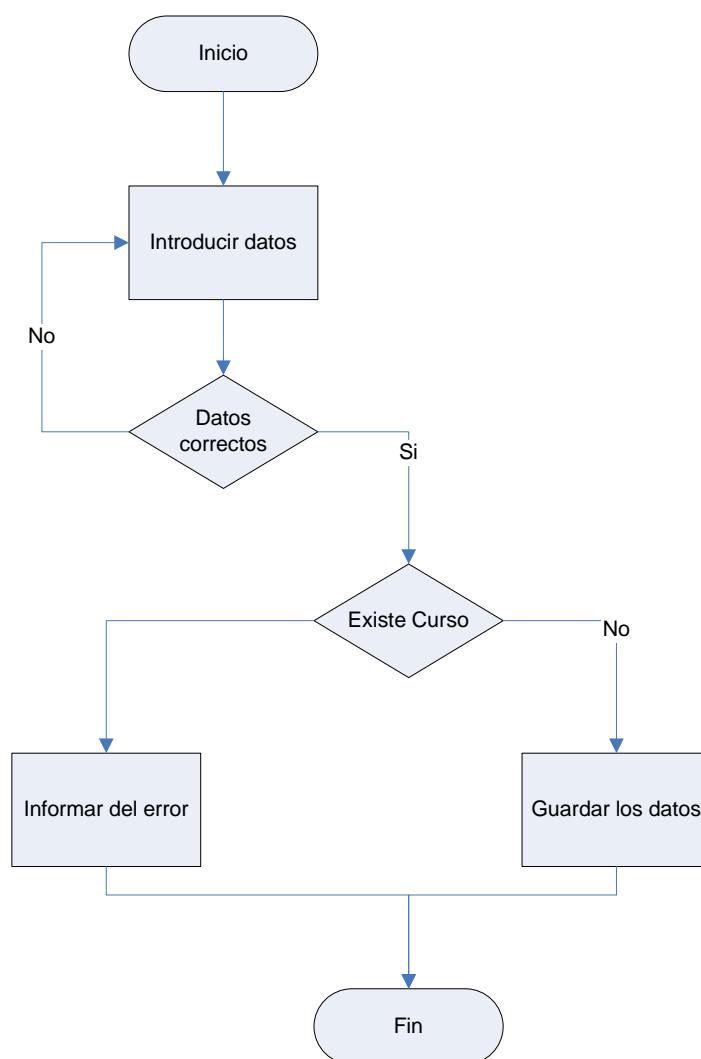 Inicio
Introducir datos
No
Datos
correctos
Si
Existe Curso
No
Informar del error
Guardar los datos
Fin